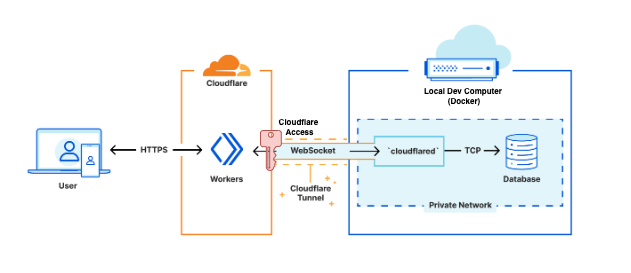 Cloudflare
Local Dev Computer
(Docker)
Cloudflare
Access
HTTPS
WebSocket
`cloudflared`
TCP
User
Workers
Database
Cloudflare
Tunnel
Private Network